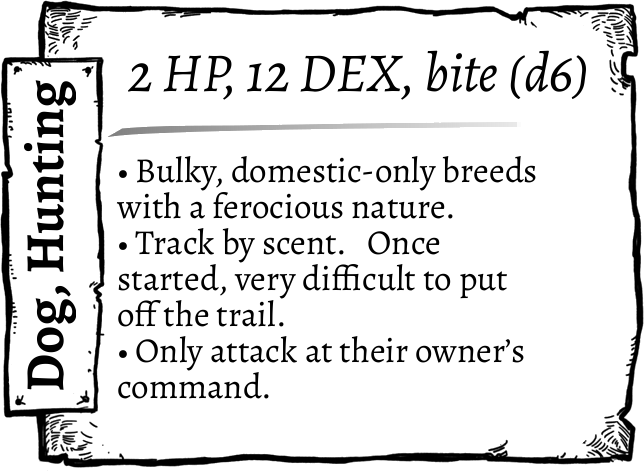 Dog, Hunting
2 HP, 12 DEX, bite (d6)
• Bulky, domestic-only breeds
with a ferocious nature.
• Track by scent.   Once
started, very difficult to put
off the trail.
• Only attack at their owner’s
command.